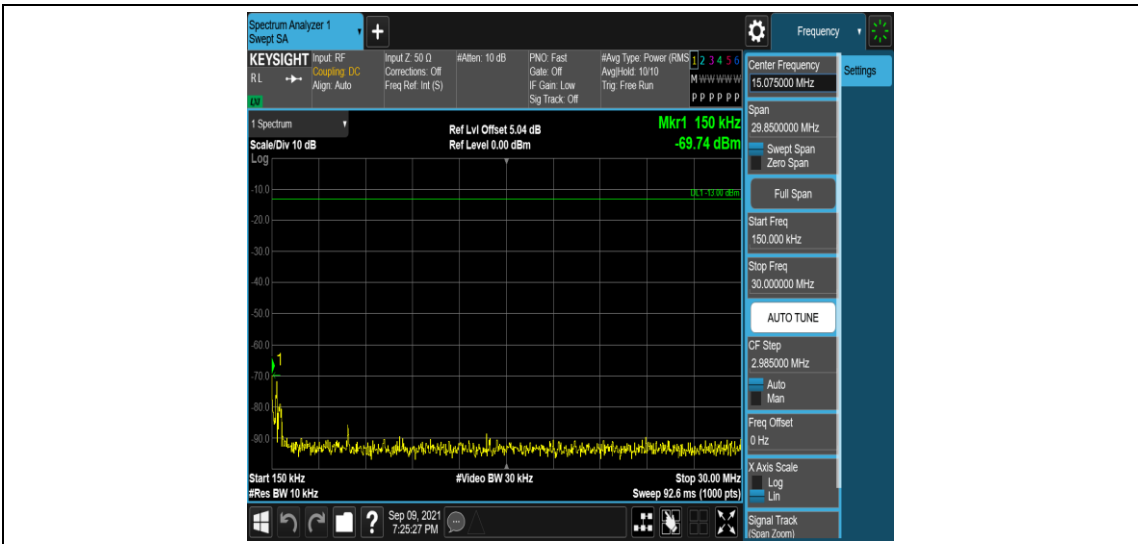 Spectrum Analyzer 1
Swept SA
+
Frequency
KEYSIGHT
RL
LXI
Input: RF
Coupling: DC
Align: Auto
Input Z: 50 Ω
Corrections: Off
Freq Ref: Int (S)
#Atten: 10 dB
PNO: Fast
Gate: Off
IF Gain: Low
Sig Track: Off
#Avg Type: Power (RMS
Avg|Hold: 10/10
Trig: Free Run
1 2 3 4 5 6
M W W W W W
P P P P P P
1 Spectrum
Scale/Div 10 dB
Log
Ref Lvl Offset 5.04 dB
Ref Level 0.00 dBm
Mkr1 150 kHz
-69.74 dBm
DL1 -13.00 dBm
-10.0
-20.0
-30.0
-40.0
-50.0
-60.0
-70.0
-80.0
-90.0
1
Start 150 kHz
#Res BW 10 kHz
#Video BW 30 kHz
Stop 30.00 MHz
Sweep 92.6 ms (1000 pts)
?
Sep 09, 2021
7:25:27 PM
Center Frequency
15.075000 MHz
Settings
Span
29.8500000 MHz
Swept Span
Zero Span
Full Span
Start Freq
150.000 kHz
Stop Freq
30.000000 MHz
AUTO TUNE
CF Step
2.985000 MHz
Auto
Man
Freq Offset
0 Hz
X Axis Scale
Log
Lin
Signal Track
(Span Zoom)